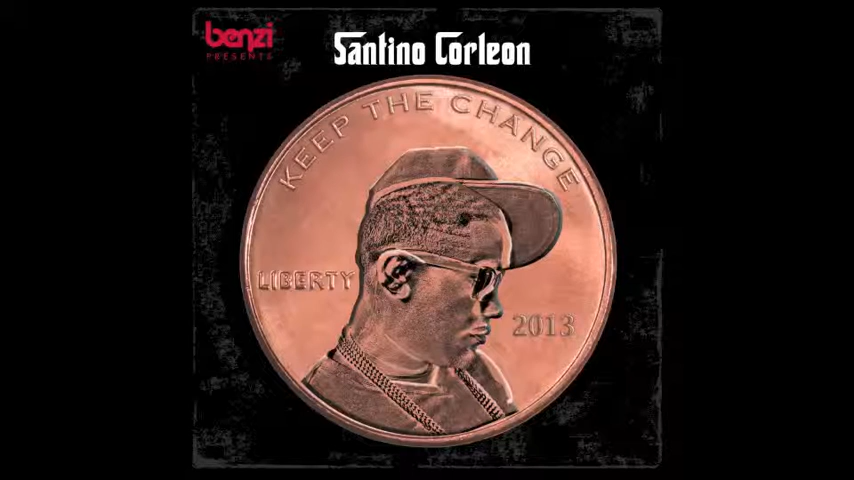 benzi
PRESENTS
Santino Corleon
KEEP THE CHANGE
LIBERTY
2013